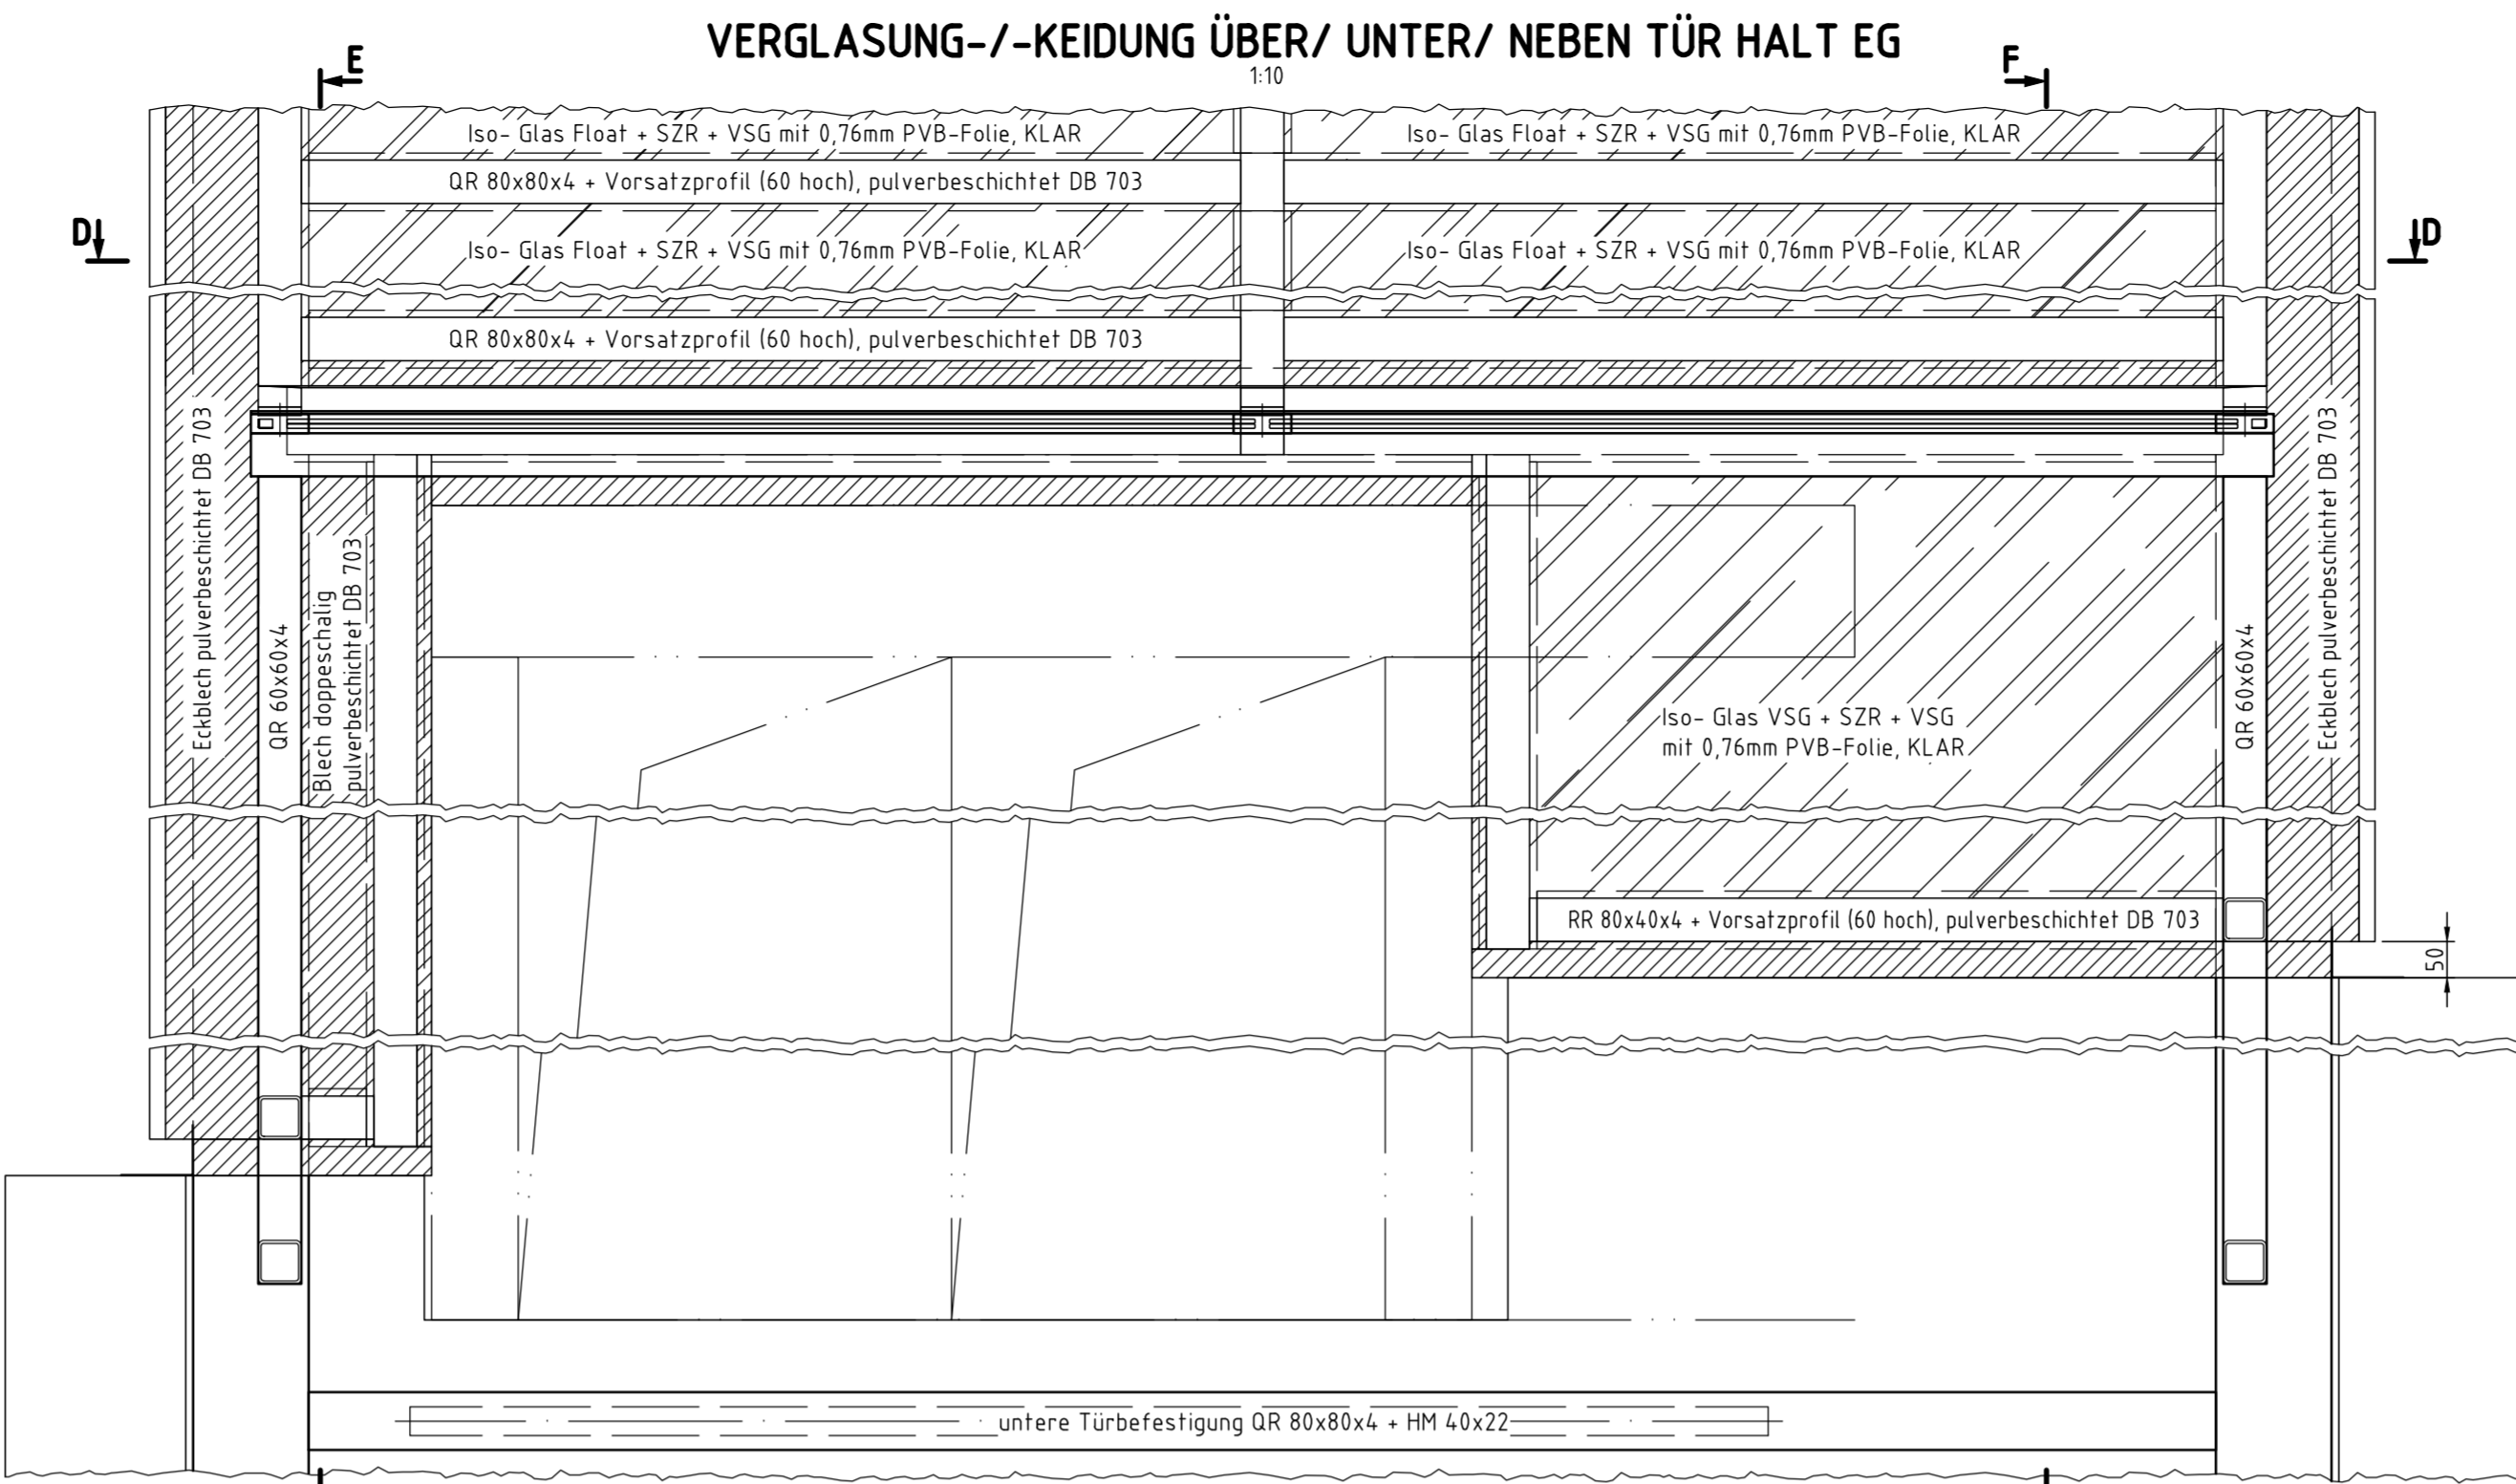 VERGLASUNG-/-KEIDUNG ÜBER/ UNTER/ NEBEN TÜR HALT EG
1:10
E
F
Iso- Glas Float + SZR + VSG mit 0,76mm PVB-Folie, KLAR
Iso- Glas Float + SZR + VSG mit 0,76mm PVB-Folie, KLAR
QR 80x80x4 + Vorsatzprofil (60 hoch), pulverbeschichtet DB 703
D
D
Iso- Glas Float + SZR + VSG mit 0,76mm PVB-Folie, KLAR
Iso- Glas Float + SZR + VSG mit 0,76mm PVB-Folie, KLAR
QR 80x80x4 + Vorsatzprofil (60 hoch), pulverbeschichtet DB 703
Eckblech pulverbeschichtet DB 703
QR 60x60x4
Blech doppeschalig
pulverbeschichtet DB 703
Iso- Glas VSG + SZR + VSG
mit 0,76mm PVB-Folie, KLAR
QR 60x60x4
Eckblech pulverbeschichtet DB 703
RR 80x40x4 + Vorsatzprofil (60 hoch), pulverbeschichtet DB 703
50
untere Türbefestigung QR 80x80x4 + HM 40x22